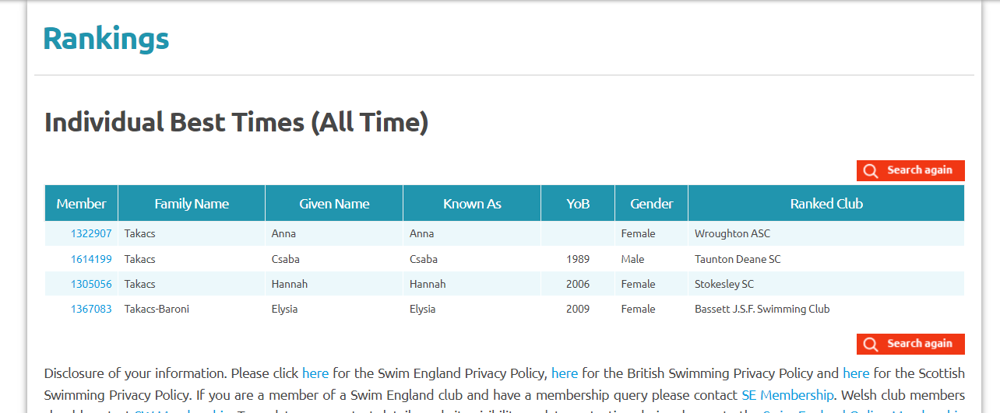 Rankings
Individual Best Times (All Time)
Search again
Member Family Name Given Name Known As YoB Gender Ranked Club
1322907 Takacs Anna Anna Female Wroughton ASC
1614199 Takacs Csaba Csaba 1989 Male Taunton Deane SC
1305056 Takacs Hannah Hannah 2006 Female Stokesley SC
1367083 Takacs-Baroni Elysia Elysia 2009 Female Bassett J.S.F. Swimming Club
Search again
Disclosure of your information. Please click here for the Swim England Privacy Policy, here for the British Swimming Privacy Policy and here for the Scottish
Swimming Privacy Policy. If you are a member of a Swim England club and have a membership query please contact SE Membership. Welsh club members